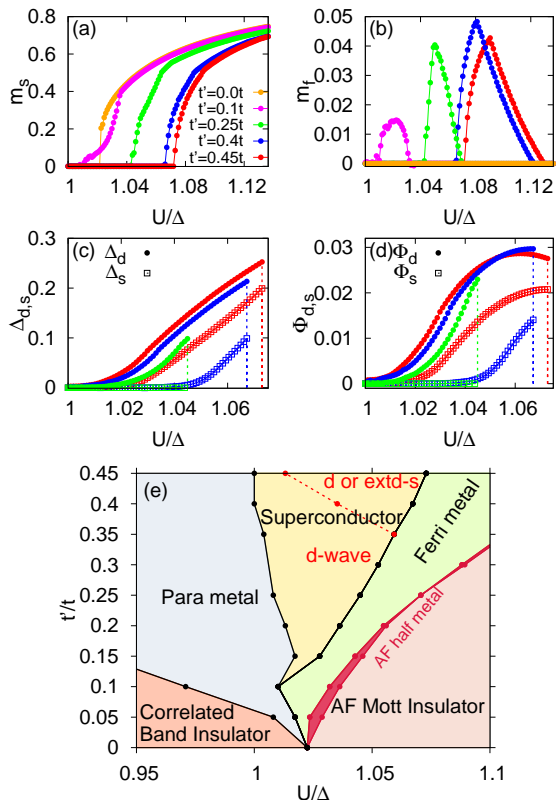 (a)
m_s
0.8
0.6
0.4
0.2
0
t'=0.0t
t'=0.1t
t'=0.25t
t'=0.4t
t'=0.45t
1 1.04 1.08 1.12
U/Δ
(b)
m_f
0.05
0.04
0.03
0.02
0.01
0
1 1.04 1.08 1.12
U/Δ
(c)
Δ_d
Δ_s
Δ_d,s
0.3
0.2
0.1
0
1 1.02 1.04 1.06
U/Δ
(d)
Φ_d
Φ_s
Φ_d,s
0.03
0.02
0.01
0
1 1.02 1.04 1.06
U/Δ
(e)
t'/t
0.45
0.4
0.35
0.3
0.25
0.2
0.15
0.1
0.05
0
d or extd-s
Superconductor
d-wave
Ferri metal
Para metal
AF half metal
Correlated
Band Insulator
AF Mott Insulator
0.95 1 1.05 1.1
U/Δ